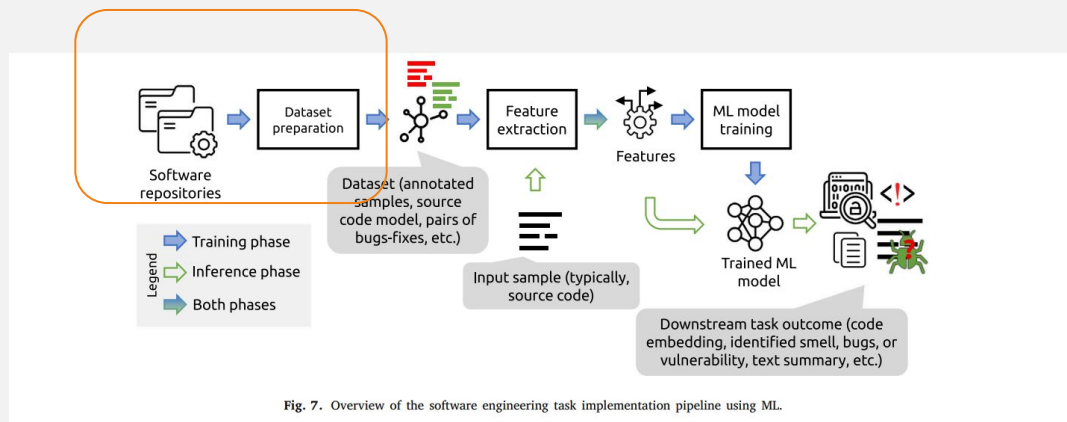 Software
repositories
Dataset
preparation
Dataset (annotated
samples, source
code model, pairs of
bugs-fixes, etc.)
Feature
extraction
Input sample (typically,
source code)
Features
ML model
training
Trained ML
model
010110
<!>
?
Downstream task outcome (code
embedding, identified smell, bugs, or
vulnerability, text summary, etc.)
Legend
Training phase
Inference phase
Both phases
Fig. 7. Overview of the software engineering task implementation pipeline using ML.